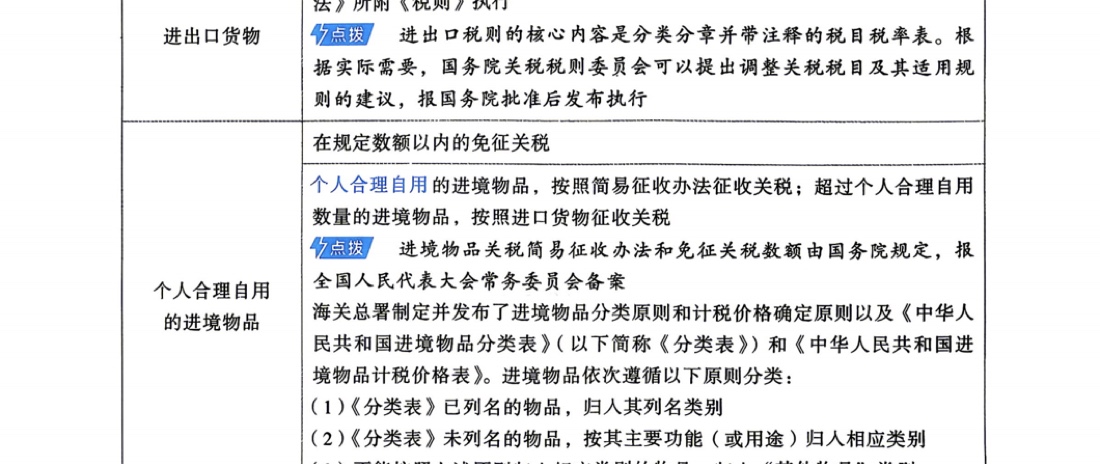 法》所附《税则》执行
进出口货物
点拨 进出口税则的核心内容是分类分章并带注释的税目税率表。根
据实际需要，国务院关税税则委员会可以提出调整关税税目及其适用规
则的建议，报国务院批准后发布执行
在规定数额以内的免征关税
个人合理自用的进境物品，按照简易征收办法征收关税；超过个人合理自用
数量的进境物品，按照进口货物征收关税
点拨 进境物品关税简易征收办法和免征关税数额由国务院规定，报
全国人民代表大会常务委员会备案
个人合理自用
的进境物品
海关总署制定并发布了进境物品分类原则和计税价格确定原则以及《中华人
民共和国进境物品分类表》（以下简称《分类表》）和《中华人民共和国进
境物品计税价格表》。进境物品依次遵循以下原则分类：
（1）《分类表》已列名的物品，归入其列名类别
（2）《分类表》未列名的物品，按其主要功能（或用途）归入相应类别